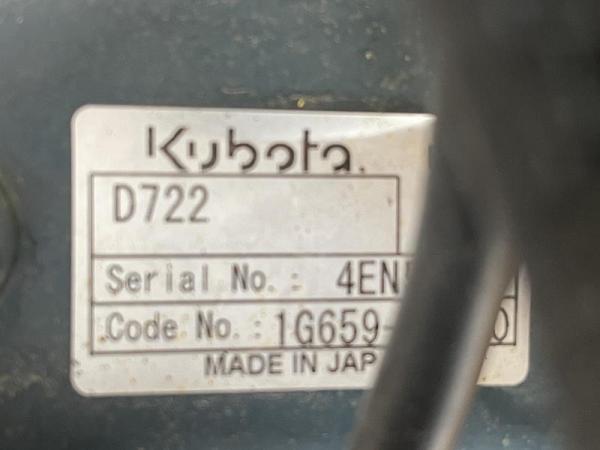 Kubota
D722
Serial No.: 4EN
Code No.: 1G659-
MADE IN JAP